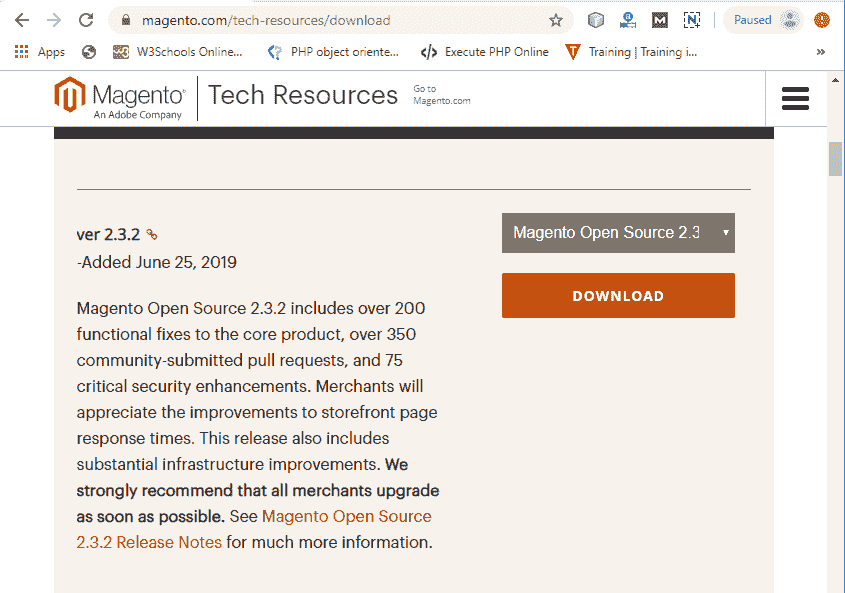 magento.com/tech-resources/download
Paused
Apps
W3Schools Online...
PHP object oriente...
Execute PHP Online
Training | Training i...
»
Magento®
An Adobe Company
Tech Resources
Go to
Magento.com
ver 2.3.2
-Added June 25, 2019
Magento Open Source 2.3
DOWNLOAD
Magento Open Source 2.3.2 includes over 200
functional fixes to the core product, over 350
community-submitted pull requests, and 75
critical security enhancements. Merchants will
appreciate the improvements to storefront page
response times. This release also includes
substantial infrastructure improvements. We
strongly recommend that all merchants upgrade
as soon as possible. See Magento Open Source
2.3.2 Release Notes for much more information.